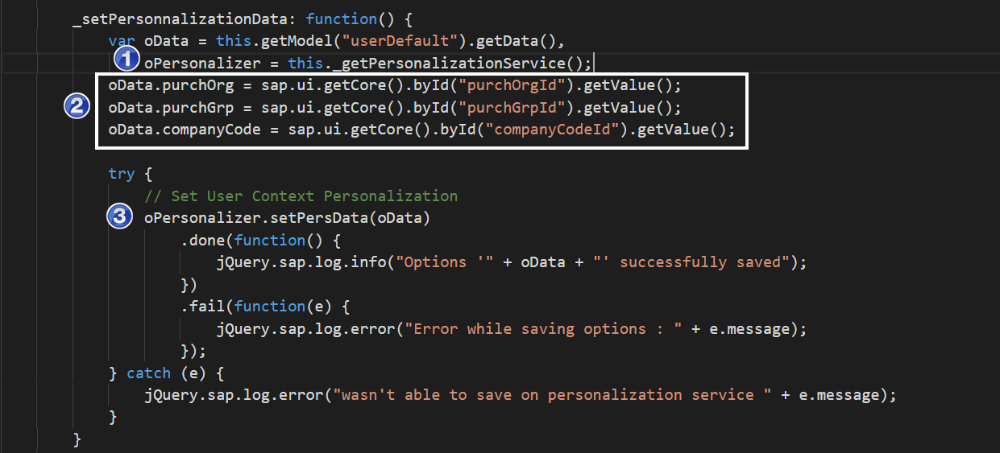 _setPersonnalizationData: function() {
var oData = this.getModel("userDefault").getData(),
1 oPersonalizer = this._getPersonalizationService();
oData.purchOrg = sap.ui.getCore().byId("purchOrgId").getValue();
2 oData.purchGrp = sap.ui.getCore().byId("purchGrpId").getValue();
oData.companyCode = sap.ui.getCore().byId("companyCodeId").getValue();
try {
// Set User Context Personalization
3 oPersonalizer.setPersData(oData)
.done(function() {
jQuery.sap.log.info("Options '" + oData + "' successfully saved");
})
.fail(function(e) {
jQuery.sap.log.error("Error while saving options : " + e.message);
});
} catch (e) {
jQuery.sap.log.error("wasn't able to save on personalization service " + e.message);
}
}